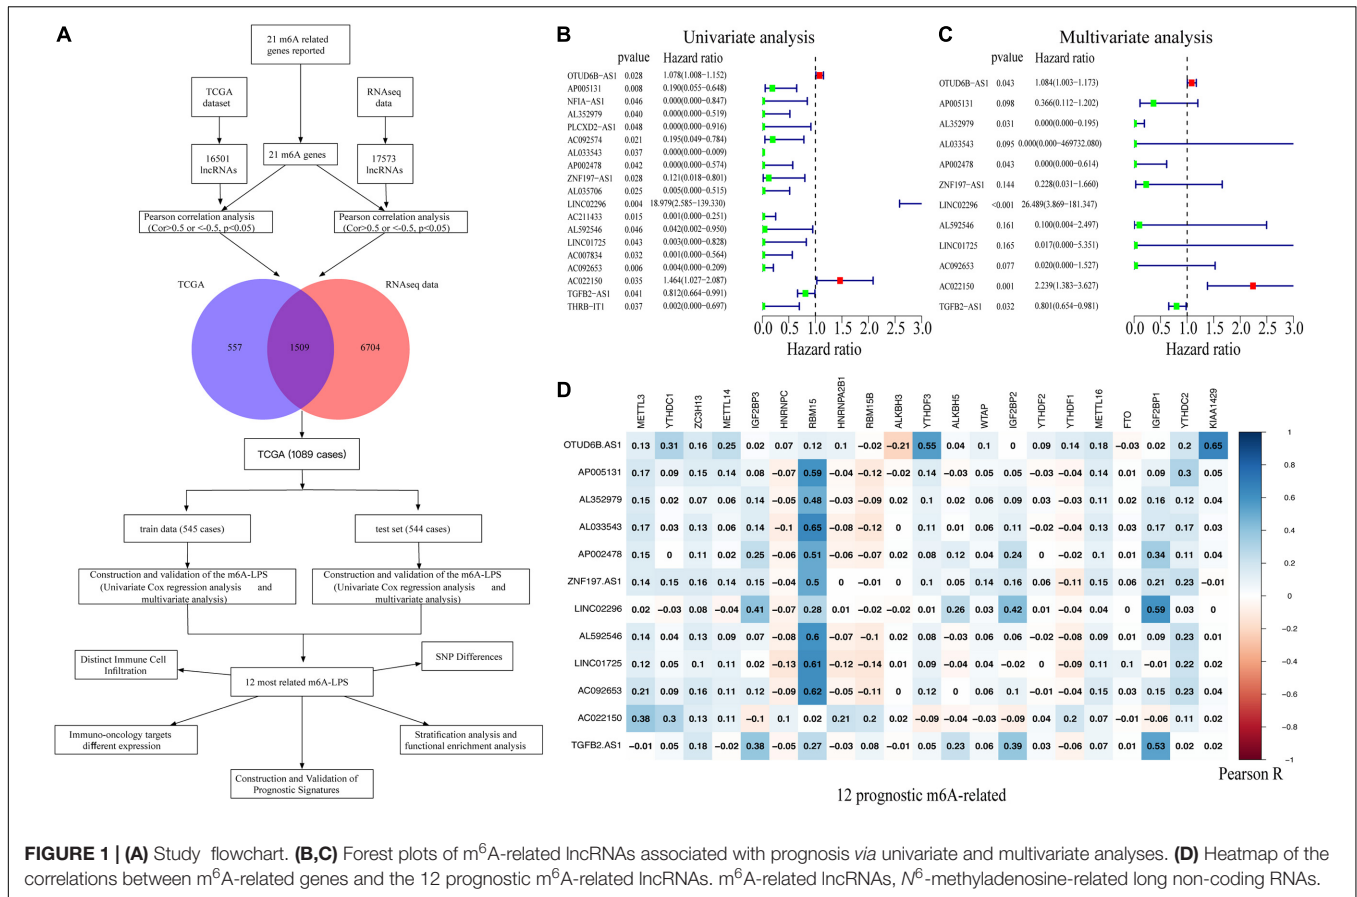 A
21 m6A related
genes reported
TCGA
dataset
RNAseq
data
16501
lncRNAs
21 m6A genes
17573
lncRNAs
Pearson correlation analysis
(Cor>0.5 or <-0.5, p<0.05)
Pearson correlation analysis
(Cor>0.5 or <-0.5, p<0.05)
TCGA
RNAseq data
557
1509
6704
TCGA (1089 cases)
train data (545 cases)
test set (544 cases)
Construction and validation of the m6A-LPS
(Univariate Cox regression analysis and
multivariate analysis)
Construction and validation of the m6A-LPS
(Univariate Cox regression analysis and
multivariate analysis)
Distinct Immune Cell
Infiltration
SNP Differences
12 most related m6A-LPS
Immuno-oncology targets
different expression
Stratification analysis and
functional enrichment analysis
Construction and Validation of
Prognostic Signatures
B
Univariate analysis
pvalue Hazard ratio
OTUD6B−AS1 0.028 1.078(1.008−1.152)
AP005131 0.008 0.190(0.055−0.648)
NFIA−AS1 0.046 0.000(0.000−0.847)
AL352979 0.040 0.000(0.000−0.519)
PLCXD2−AS1 0.048 0.000(0.000−0.916)
AC092574 0.021 0.195(0.049−0.784)
AL033543 0.037 0.000(0.000−0.009)
AP002478 0.042 0.000(0.000−0.574)
ZNF197−AS1 0.028 0.121(0.018−0.801)
AL035706 0.025 0.005(0.000−0.515)
LINC02296 0.004 18.979(2.585−139.330)
AC211433 0.015 0.001(0.000−0.251)
AL592546 0.046 0.042(0.002−0.950)
LINC01725 0.043 0.003(0.000−0.828)
AC007834 0.032 0.001(0.000−0.564)
AC092653 0.006 0.004(0.000−0.209)
AC022150 0.035 1.464(1.027−2.087)
TGFB2−AS1 0.041 0.812(0.664−0.991)
THRB−IT1 0.037 0.002(0.000−0.697)
0.0 0.5 1.0 1.5 2.0 2.5 3.0
Hazard ratio
C
Multivariate analysis
pvalue Hazard ratio
OTUD6B−AS1 0.043 1.084(1.003−1.173)
AP005131 0.098 0.366(0.112−1.202)
AL352979 0.031 0.000(0.000−0.195)
AL033543 0.095 0.000(0.000−469732.080)
AP002478 0.043 0.000(0.000−0.614)
ZNF197−AS1 0.144 0.228(0.031−1.660)
LINC02296 <0.001 26.489(3.869−181.347)
AL592546 0.161 0.100(0.004−2.497)
LINC01725 0.165 0.017(0.000−5.351)
AC092653 0.077 0.020(0.000−1.527)
AC022150 0.001 2.239(1.383−3.627)
TGFB2−AS1 0.032 0.801(0.654−0.981)
0.0 0.5 1.0 1.5 2.0 2.5 3.0
Hazard ratio
D
METTL3 YTHDC1 ZC3H13 METTL14 IGF2BP3 HNRNPC RBM15 HNRNPA2B1 RBM15B ALKBH3 YTHDF3 ALKBH5 WTAP IGF2BP2 YTHDF2 YTHDF1 METTL16 FTO IGF2BP1 YTHDC2 KIAA1429
OTUD6B.AS1 0.13 0.31 0.16 0.25 0.02 0.07 0.12 0.1 −0.02 −0.21 0.55 0.04 0.1 0 0.09 0.14 0.18 −0.03 0.02 0.2 0.65
AP005131 0.17 0.09 0.15 0.14 0.08 −0.07 0.59 −0.04 −0.12 −0.02 0.14 −0.03 0.05 0.05 −0.03 −0.04 0.14 0.01 0.09 0.3 0.05
AL352979 0.15 0.02 0.07 0.06 0.14 −0.05 0.48 −0.03 −0.09 0.02 0.1 0.02 0.06 0.09 0.03 −0.03 0.11 0.02 0.16 0.12 0.04
AL033543 0.17 0.03 0.13 0.06 0.14 −0.1 0.65 −0.08 −0.12 0 0.11 0.01 0.06 0.11 −0.02 −0.04 0.13 0.03 0.17 0.17 0.03
AP002478 0.15 0 0.11 0.02 0.25 −0.06 0.51 −0.06 −0.07 0.02 0.08 0.12 0.04 0.24 0 −0.02 0.1 0.01 0.34 0.11 0.04
ZNF197.AS1 0.14 0.15 0.16 0.14 0.15 −0.04 0.5 0 −0.01 0 0.1 0.05 0.14 0.16 0.06 −0.11 0.15 0.06 0.21 0.23 −0.01
LINC02296 0.02 −0.03 0.08 −0.04 0.41 −0.07 0.28 0.01 −0.02 −0.02 0.01 0.26 0.03 0.42 0.01 −0.04 0.04 0 0.59 0.03 0
AL592546 0.14 0.04 0.13 0.09 0.07 −0.08 0.6 −0.07 −0.1 0.02 0.08 −0.03 0.06 0.06 −0.02 −0.08 0.09 0.01 0.09 0.23 0.01
LINC01725 0.12 0.05 0.1 0.11 0.02 −0.13 0.61 −0.12 −0.14 0.01 0.09 −0.04 0.04 −0.02 0 −0.09 0.11 0.1 −0.01 0.22 0.02
AC092653 0.21 0.09 0.16 0.11 0.12 −0.09 0.62 −0.05 −0.11 0 0.12 0 0.06 0.1 −0.01 −0.04 0.15 0.03 0.15 0.23 0.04
AC022150 0.38 0.3 0.13 0.11 −0.1 0.1 0.02 0.21 0.2 0.02 −0.09 −0.04 −0.03 −0.09 0.04 0.2 0.07 −0.01 −0.06 0.11 0.02
TGFB2.AS1 −0.01 0.05 0.18 −0.02 0.38 −0.05 0.27 −0.03 0.08 −0.01 0.05 0.23 0.06 0.39 0.03 −0.06 0.07 0.01 0.53 0.02 0.02
1
0.8
0.6
0.4
0.2
0
−0.2
−0.4
−0.6
−0.8
−1
Pearson R
12 prognostic m6A-related
FIGURE 1 | (A) Study flowchart. (B,C) Forest plots of m⁶A-related lncRNAs associated with prognosis via univariate and multivariate analyses. (D) Heatmap of the
correlations between m⁶A-related genes and the 12 prognostic m⁶A-related lncRNAs. m⁶A-related lncRNAs, N⁶-methyladenosine-related long non-coding RNAs.